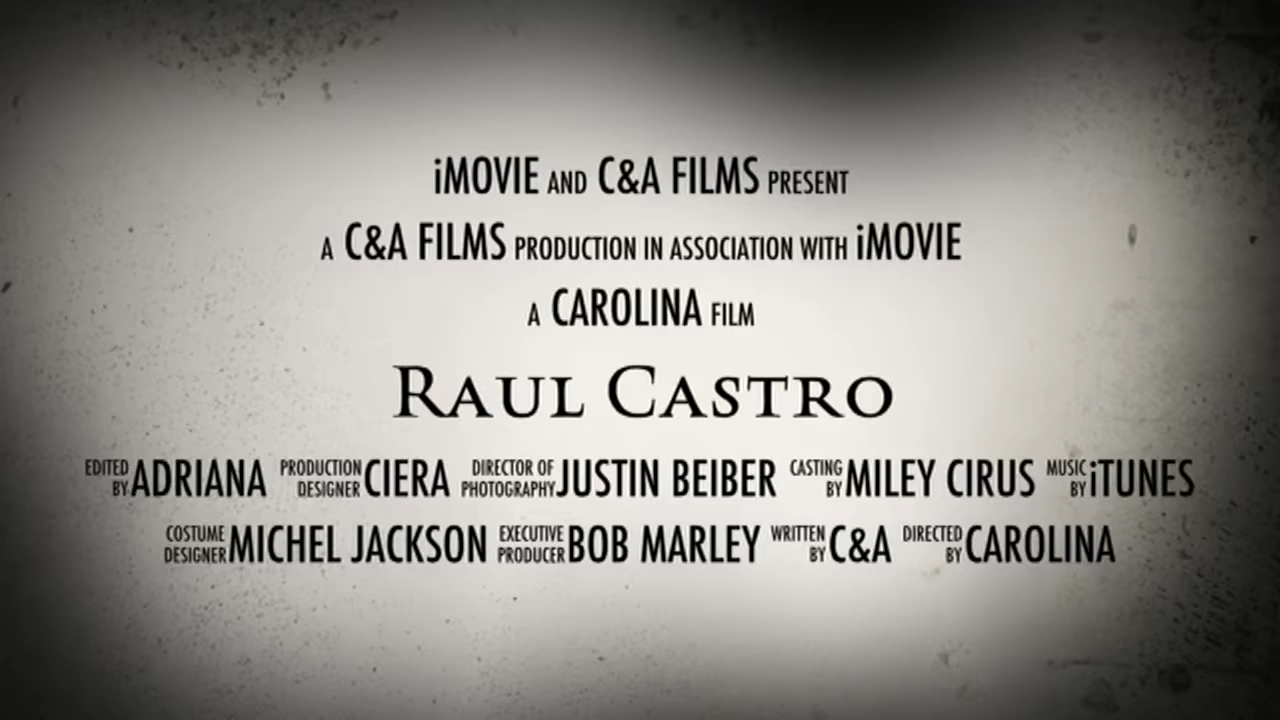 iMOVIE AND C&A FILMS PRESENT
A C&A FILMS PRODUCTION IN ASSOCIATION WITH iMOVIE
A CAROLINA FILM
RAUL CASTRO
EDITED BY ADRIANA PRODUCTION DESIGNER CIERA DIRECTOR OF PHOTOGRAPHY JUSTIN BEIBER CASTING BY MILEY CIRUS MUSIC BY iTUNES
COSTUME DESIGNER MICHEL JACKSON EXECUTIVE PRODUCER BOB MARLEY WRITTEN BY C&A DIRECTED BY CAROLINA